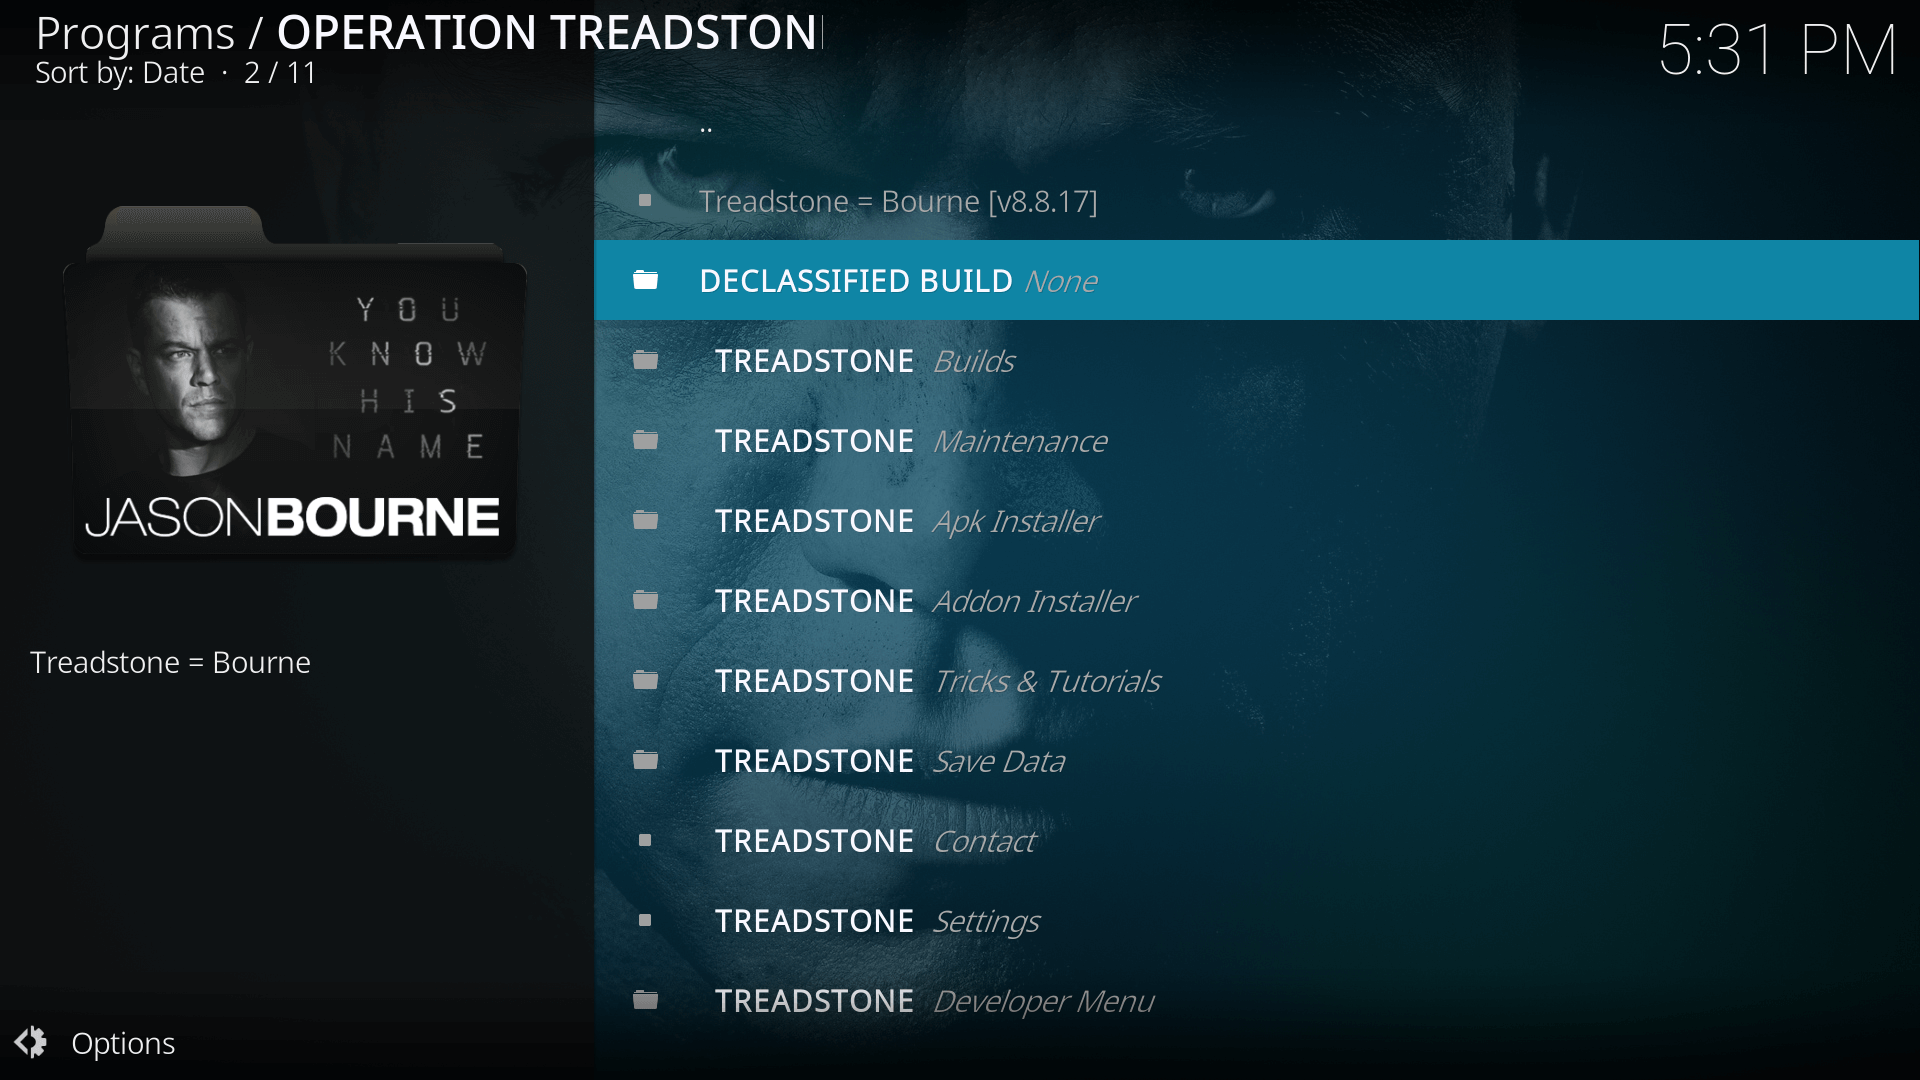 Programs / OPERATION TREADSTON
Sort by: Date · 2 / 11
5:31 PM
..
Treadstone = Bourne [v8.8.17]
DECLASSIFIED BUILD None
TREADSTONE Builds
TREADSTONE Maintenance
TREADSTONE Apk Installer
TREADSTONE Addon Installer
TREADSTONE Tricks & Tutorials
TREADSTONE Save Data
TREADSTONE Contact
TREADSTONE Settings
TREADSTONE Developer Menu
YOU
KNOW
HIS
NAME
JASONBOURNE
Treadstone = Bourne
Options